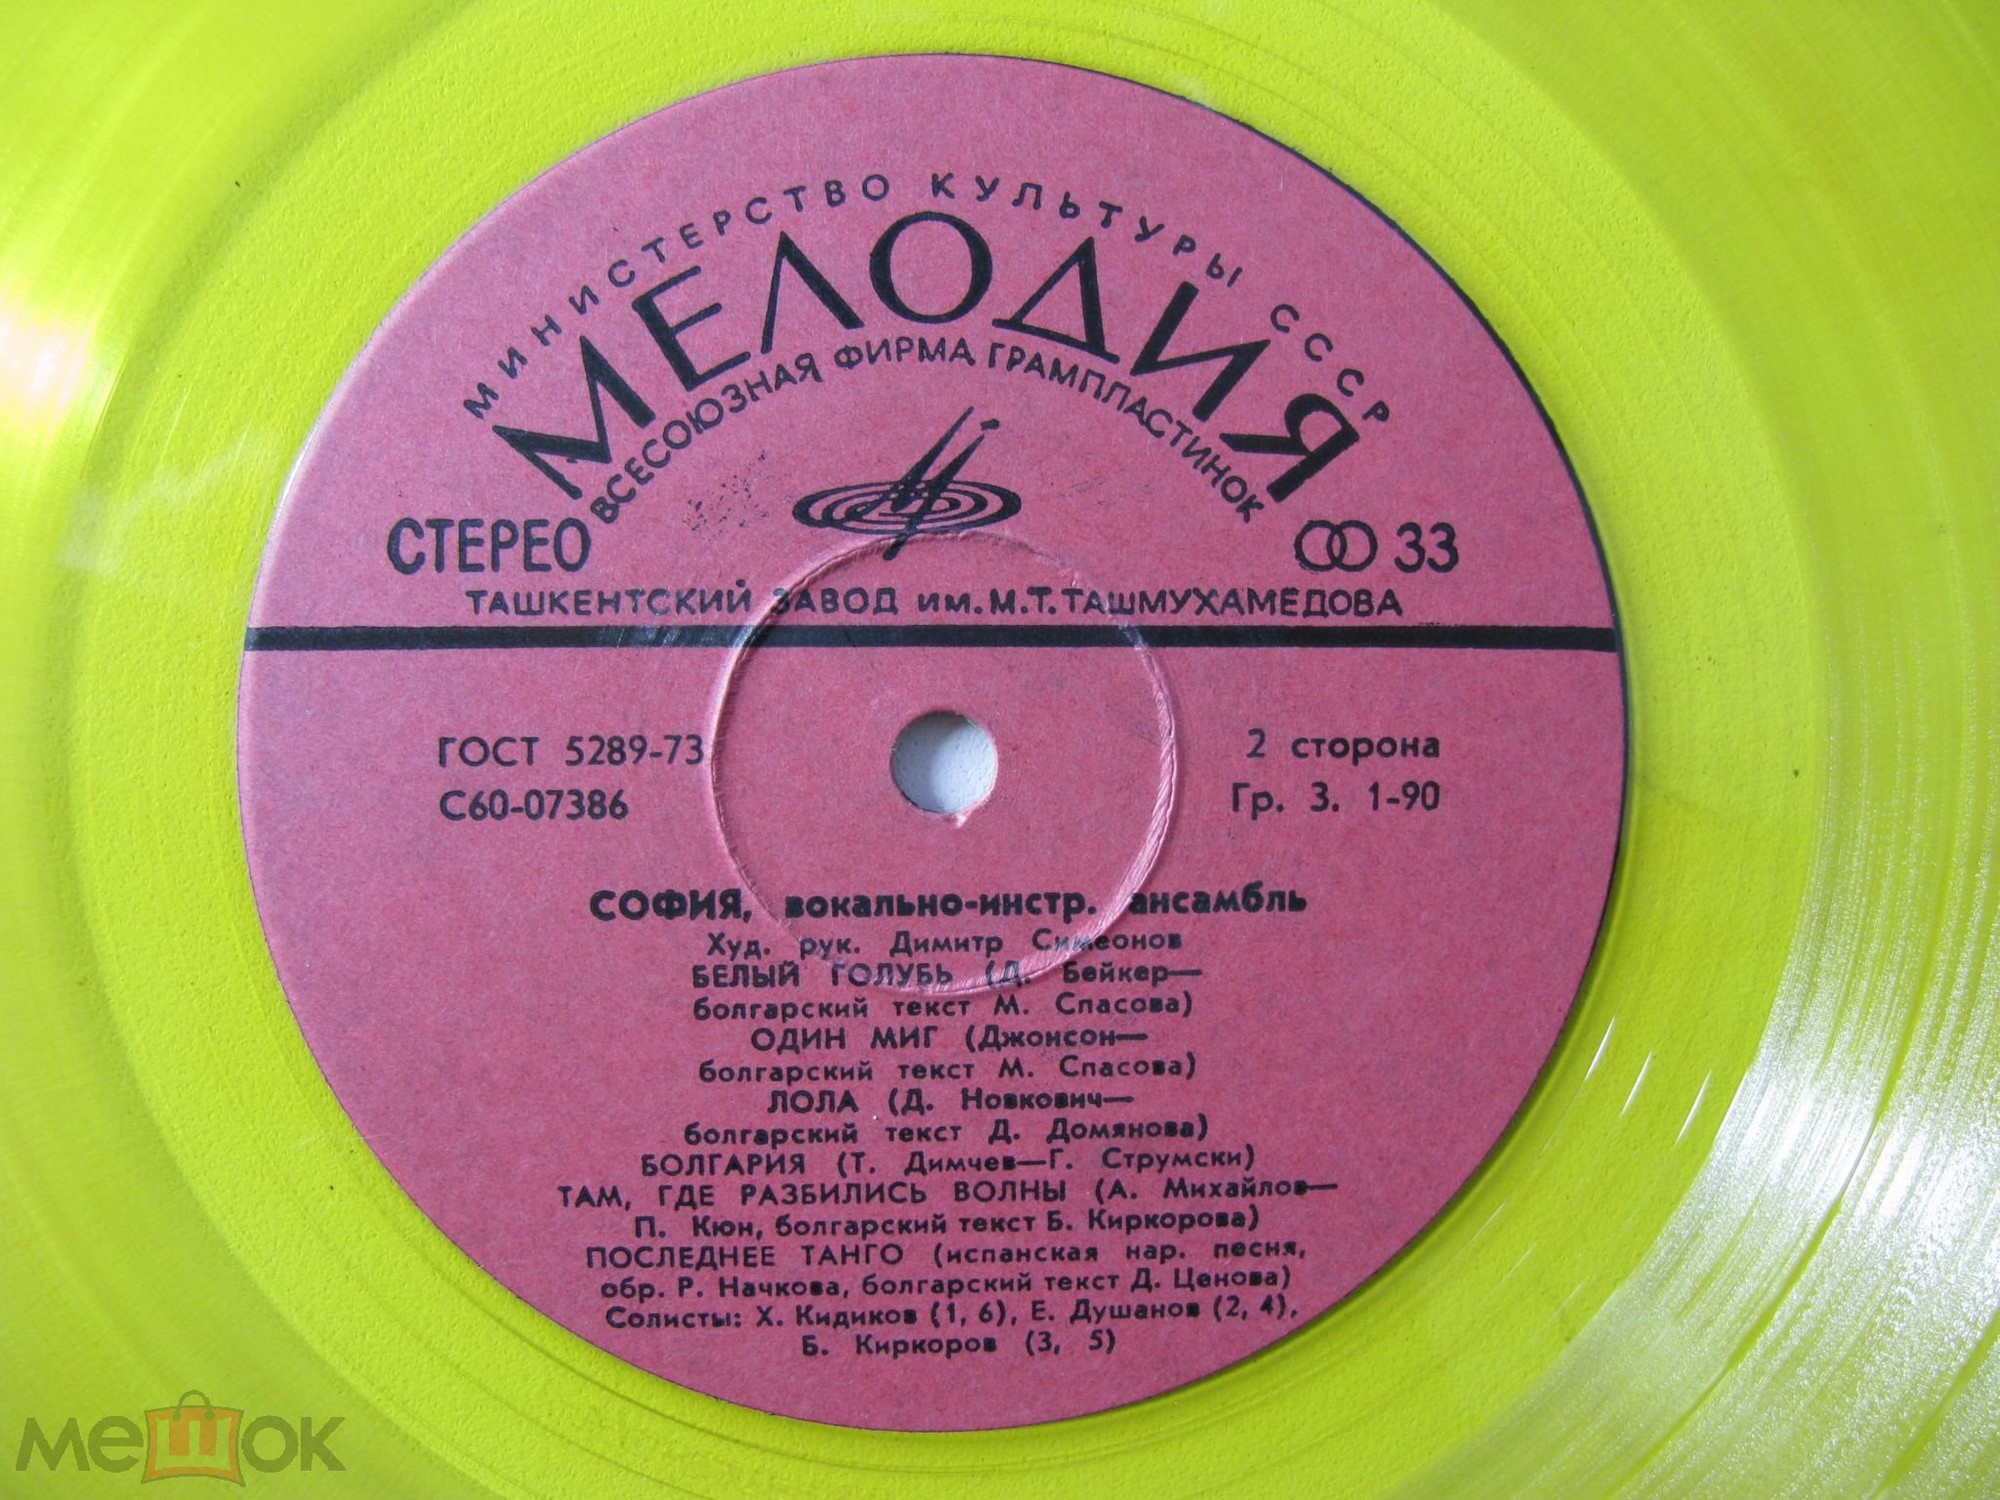 МИНИСТЕРСТВО КУЛЬТУРЫ СССР
МЕЛОДИЯ
ВСЕСОЮЗНАЯ ФИРМА ГРАМПЛАСТИНОК
СТЕРЕО
33
ТАШКЕНТСКИЙ ЗАВОД ИМ. М.Т. ТАШМУХАМЕДОВА
ГОСТ 5289-73
2 сторона
С60-07386
Гр. 3. 1-90
СОФИЯ, вокально-инстр. ансамбль
Худ. рук. Димитр Симеонов
БЕЛЫЙ ГОЛУБЬ (Д. Бейкер—
болгарский текст М. Спасова)
ОДИН МИГ (Джонсон—
болгарский текст М. Спасова)
ЛОЛА (Д. Новкович—
болгарский текст Д. Домянова)
БОЛГАРИЯ (Т. Димчев—Г. Струмски)
ТАМ, ГДЕ РАЗБИЛИСЬ ВОЛНЫ (А. Михайлов—
П. Кюн, болгарский текст Б. Киркорова)
ПОСЛЕДНЕЕ ТАНГО (испанская нар. песня,
обр. Р. Начкова, болгарский текст Д. Ценова)
Солисты: Х. Кидиков (1, 6), Е. Душанов (2, 4),
Б. Киркоров (3, 5)
мешок